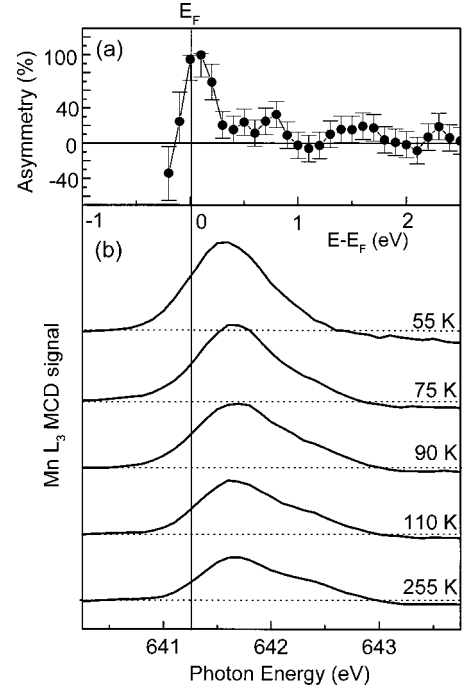 E_F
(a)
Asymmetry (%)
100
40
0
-40
-1 0 1 2
E-E_F (eV)
(b)
Mn L_3 MCD signal
55 K
75 K
90 K
110 K
255 K
641 642 643
Photon Energy (eV)